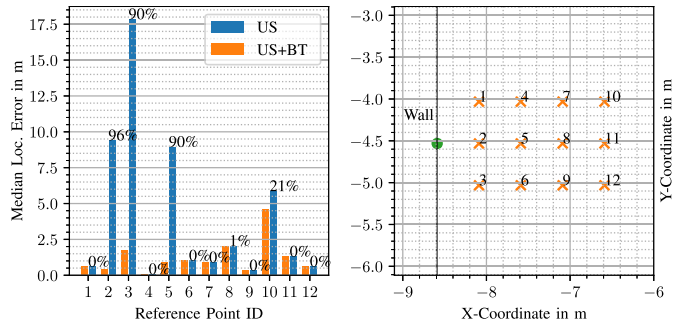 Median Loc. Error in m
17.5
15.0
12.5
10.0
7.5
5.0
2.5
0.0
US
US+BT
0%
96%
90%
0%
90%
0%
0%
1%
0%
21%
0%
0%
1 2 3 4 5 6 7 8 9 10 11 12
Reference Point ID
−3.0
−3.5
−4.0
−4.5
−5.0
−5.5
−6.0
Wall
1 4 7 10
2 5 8 11
3 6 9 12
−9 −8 −7 −6
X-Coordinate in m
Y-Coordinate in m